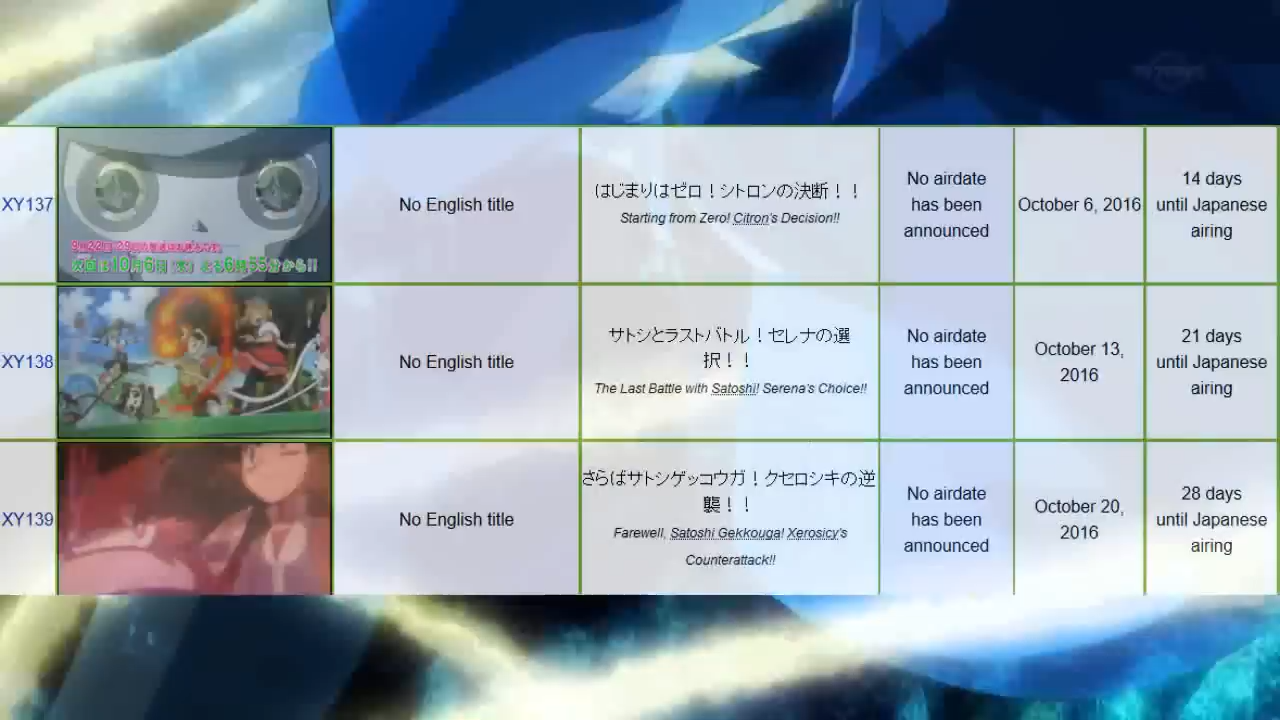 XY137
9月22日・29日の放送はお休みです。
次回は10月6日(木)よる6時55分から!!
No English title
はじまりはゼロ！シトロンの決断！！
Starting from Zero! Citron's Decision!!
No airdate
has been
announced
October 6, 2016
14 days
until Japanese
airing
XY138
No English title
サトシとラストバトル！セレナの選
択！！
The Last Battle with Satoshi! Serena's Choice!!
No airdate
has been
announced
October 13,
2016
21 days
until Japanese
airing
XY139
No English title
さらばサトシゲッコウガ！クセロシキの逆
襲！！
Farewell, Satoshi Gekkouga! Xerosicy's
Counterattack!!
No airdate
has been
announced
October 20,
2016
28 days
until Japanese
airing